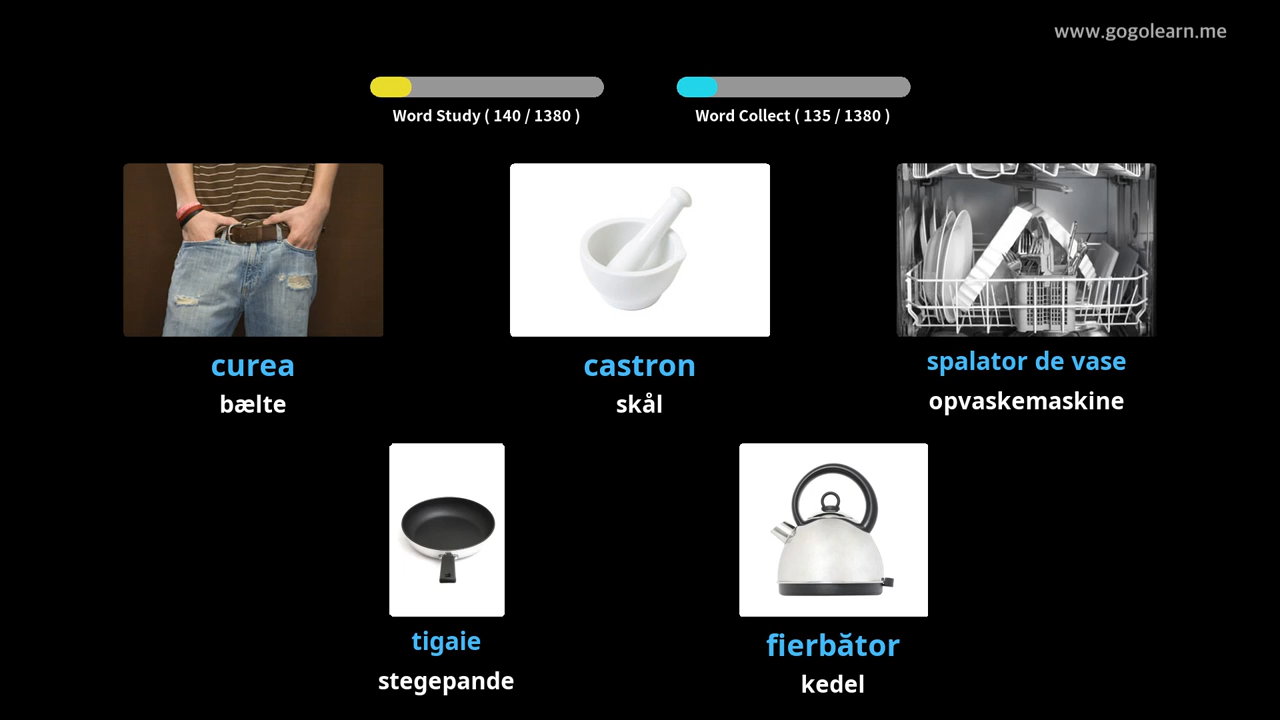 www.gogolearn.me
Word Study ( 140 / 1380 )
Word Collect ( 135 / 1380 )
curea
bælte
castron
skål
spalator de vase
opvaskemaskine
tigaie
stegepande
fierbător
kedel